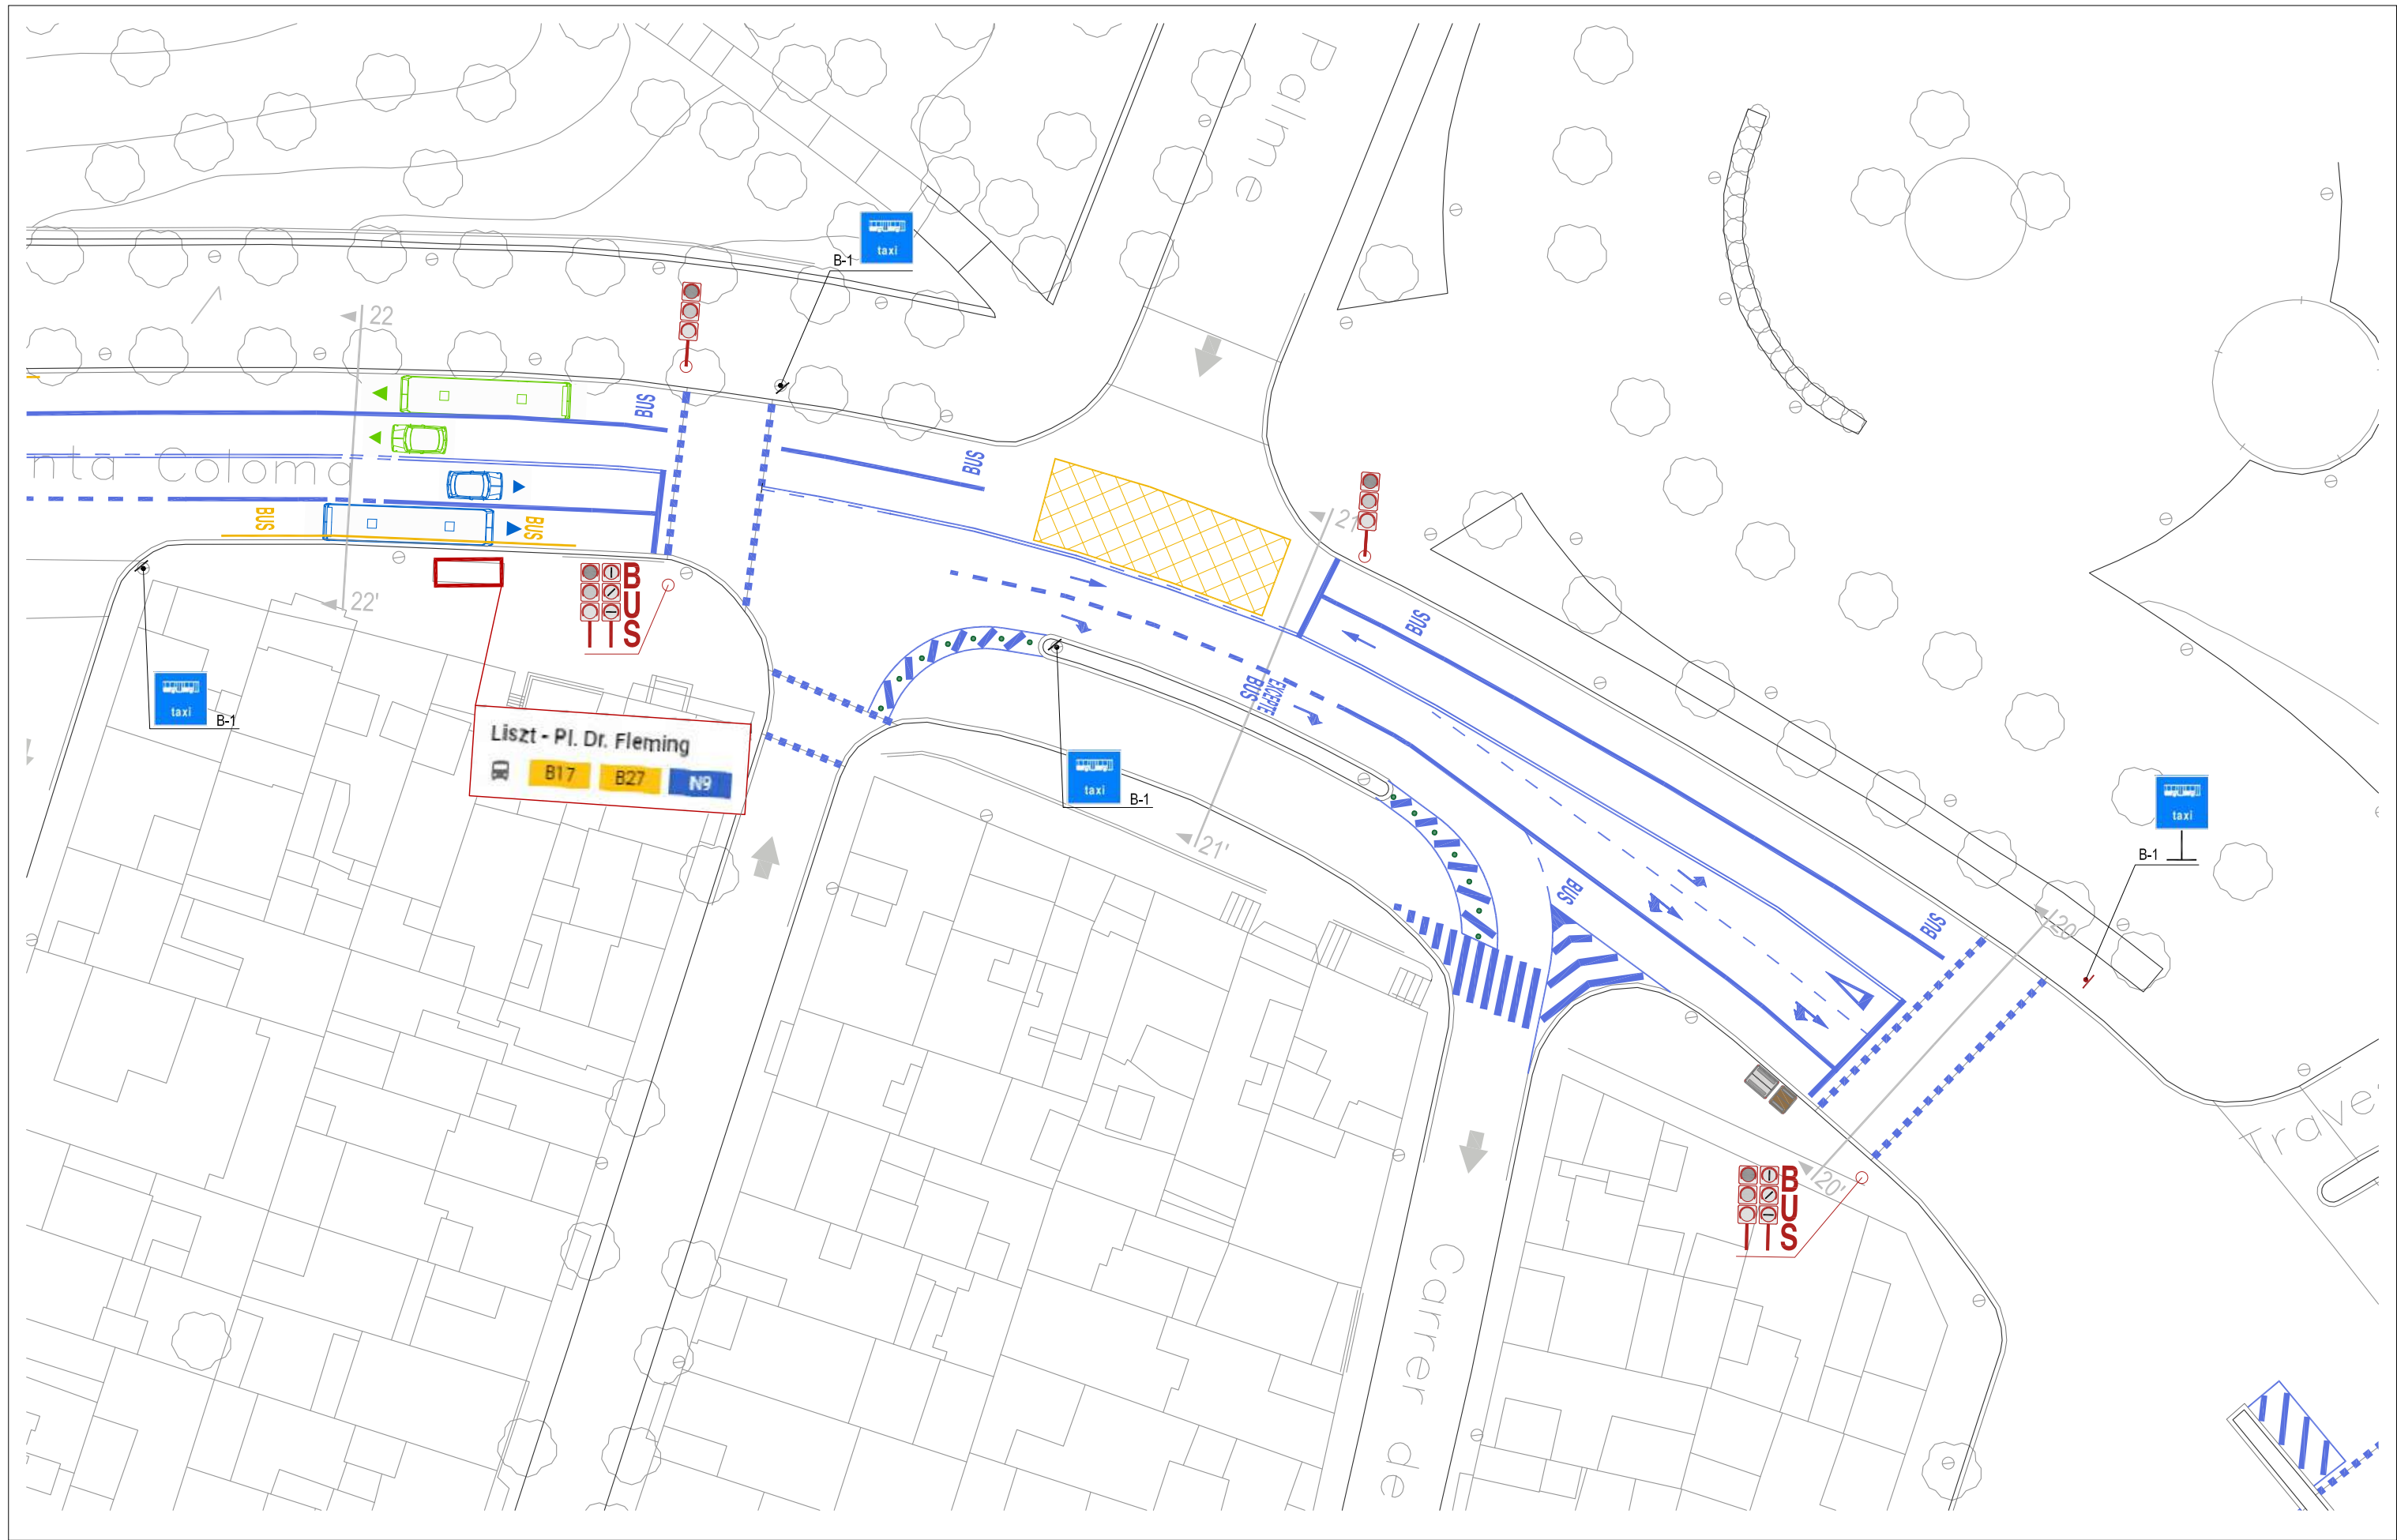 Palme
taxi
B-1
22
BUS
nta Coloma
BUS
21
BUS
BUS
BUS
22'
BUS
BUS
taxi
B-1
EXCEPTE
BUS
Liszt - Pl. Dr. Fleming
B17 B27 N9
taxi
B-1
21'
taxi
B-1
BUS
BUS
20
Trave
BUS
20'
Carrer de